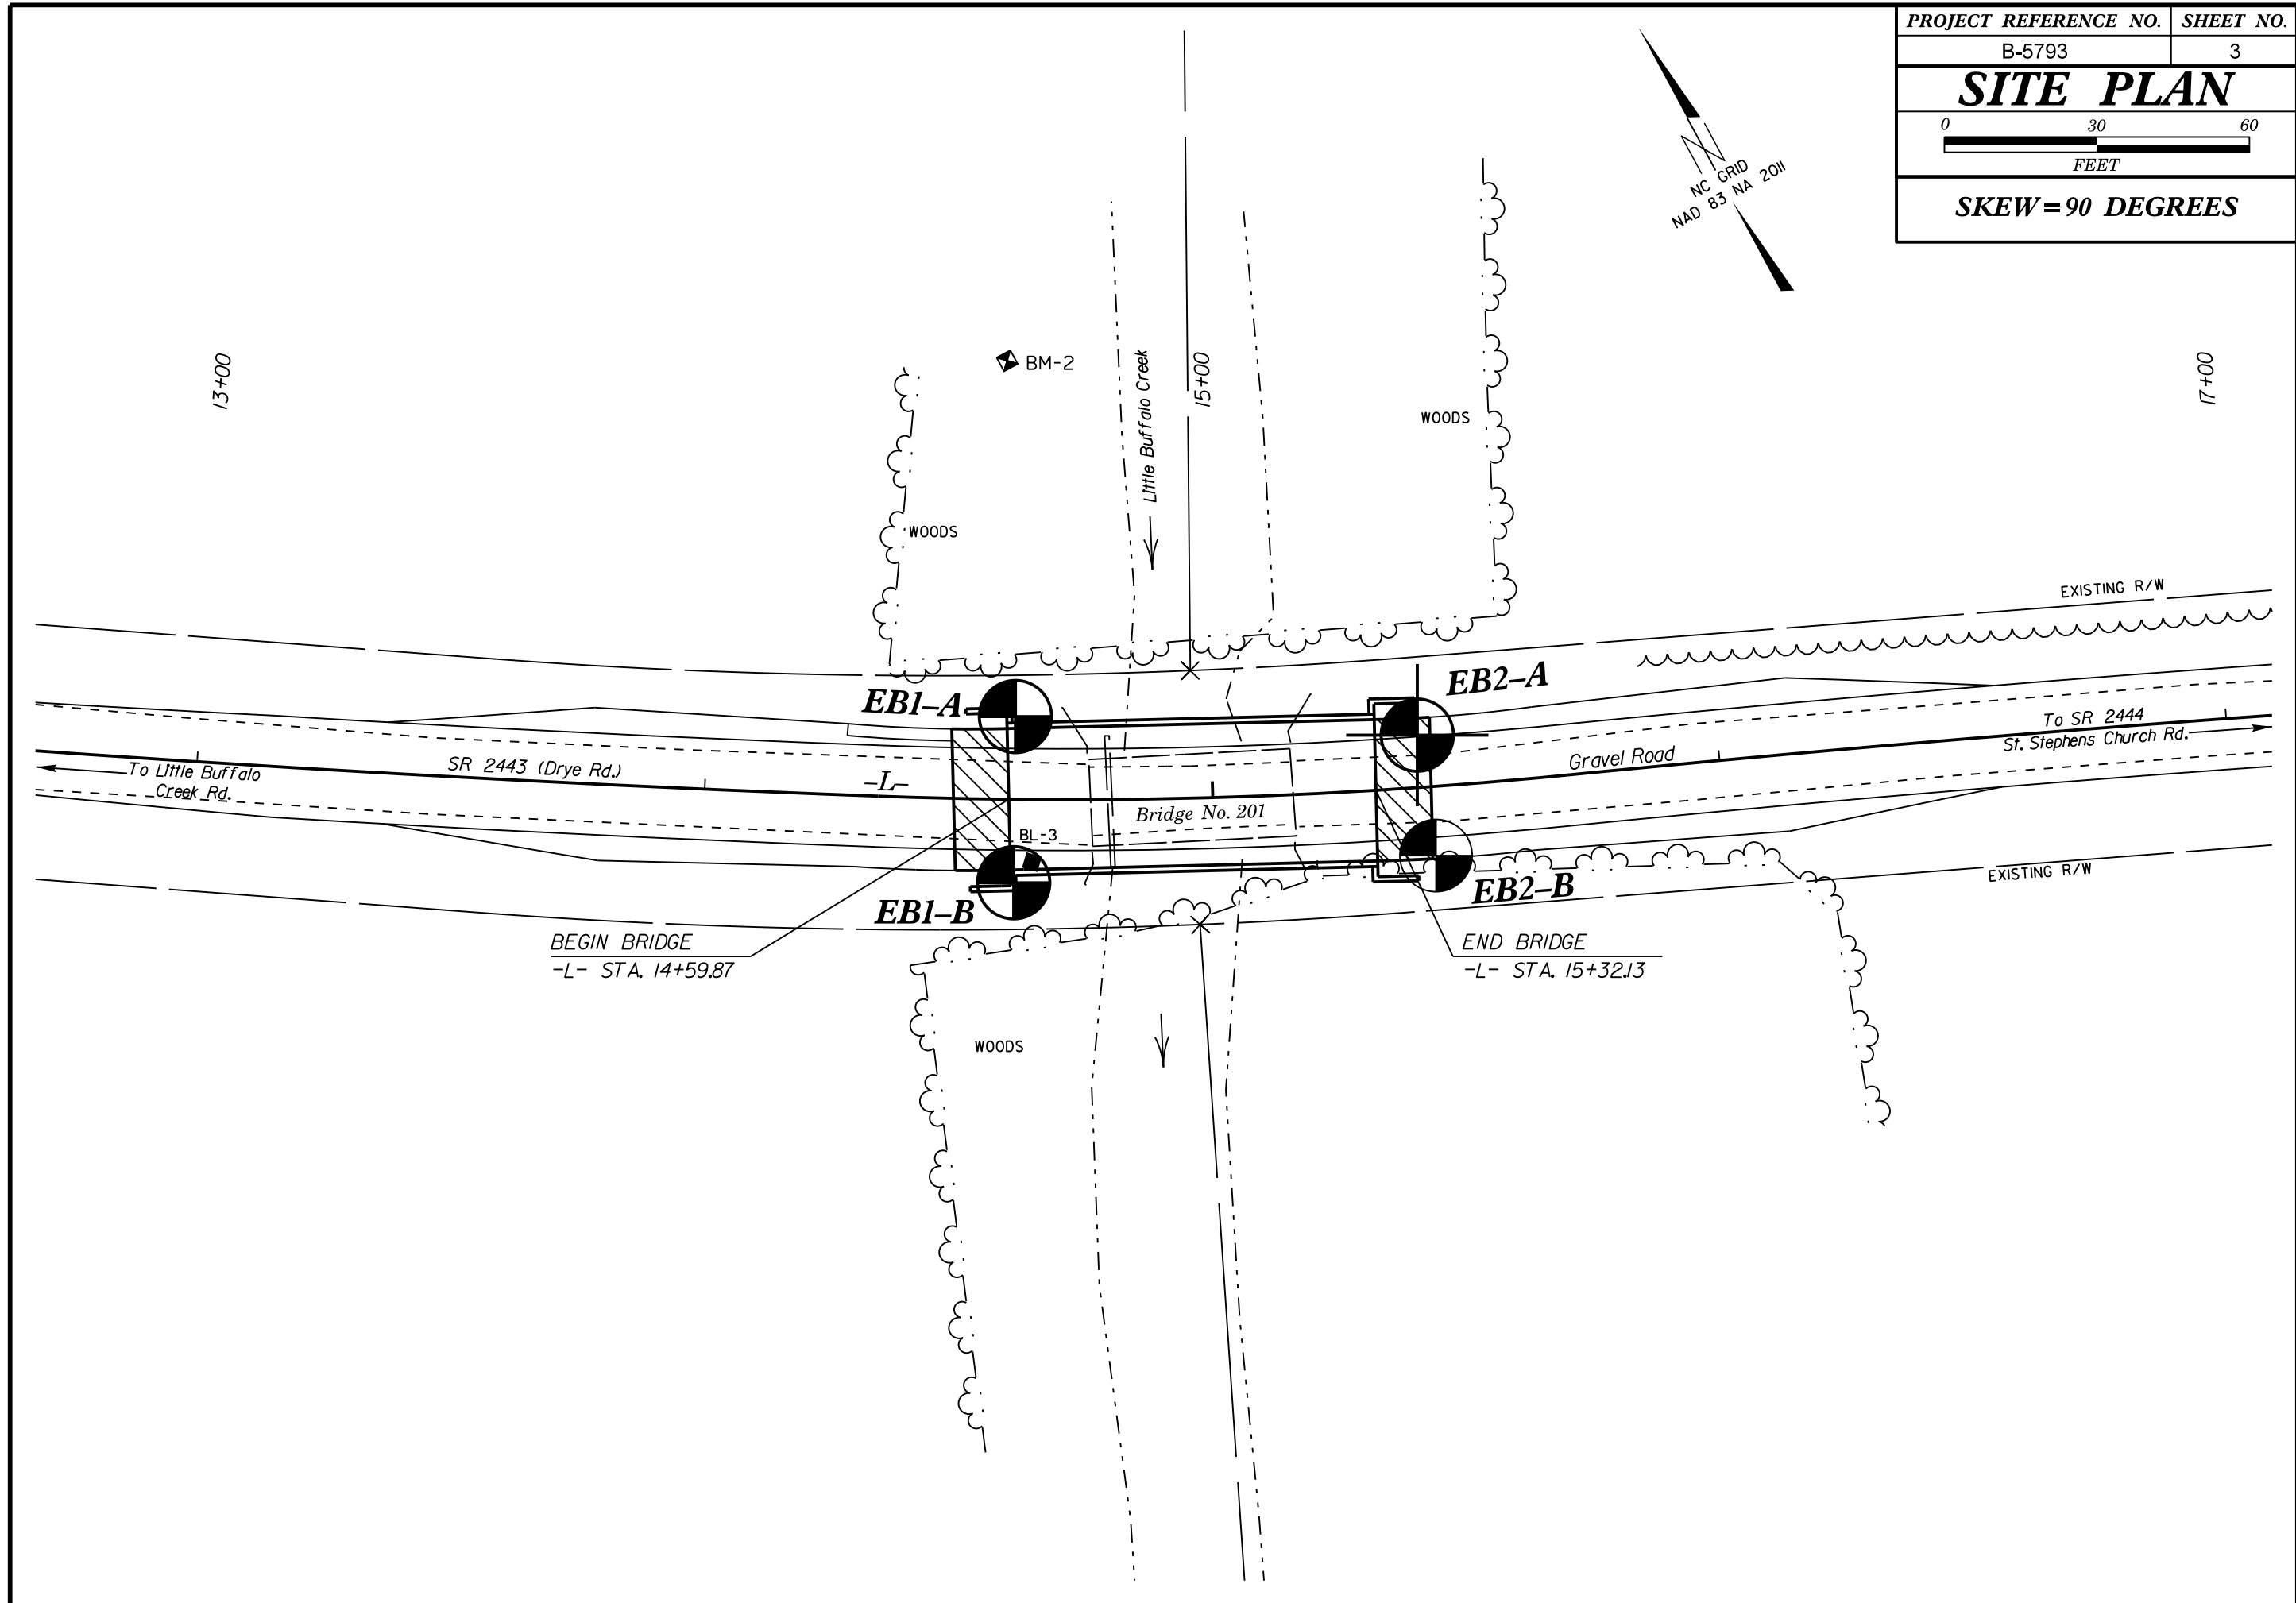 PROJECT REFERENCE NO. SHEET NO.
B-5793 3
SITE PLAN
0 30 60
FEET
SKEW=90 DEGREES
NC GRID
NAD 83 NA 2011
BM-2
Little Buffalo Creek
13+00
15+00
17+00
WOODS
WOODS
EXISTING R/W
EB1-A
EB2-A
To SR 2444
St. Stephens Church Rd.
Gravel Road
SR 2443 (Drye Rd.)
To Little Buffalo
Creek Rd.
-L-
Bridge No. 201
BL-3
EB1-B
EB2-B
EXISTING R/W
BEGIN BRIDGE
-L- STA. 14+59.87
END BRIDGE
-L- STA. 15+32.13
WOODS